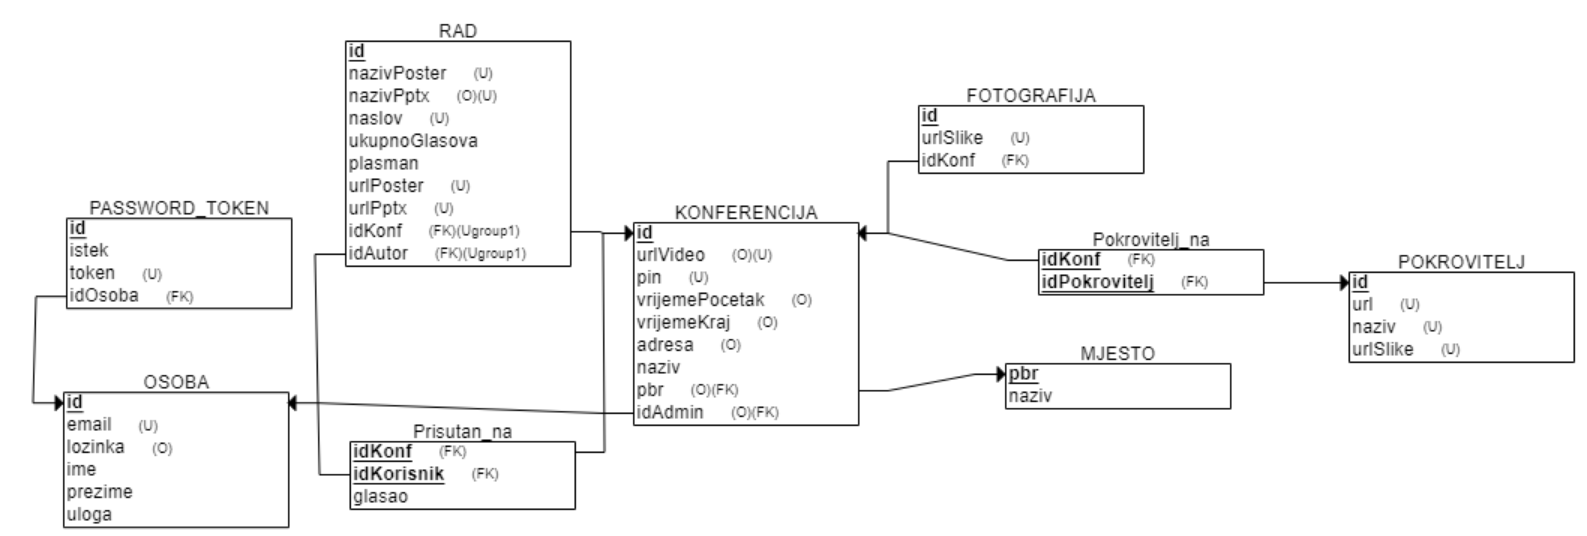 RAD
id
nazivPoster (U)
nazivPptx (O)(U)
naslov (U)
ukupnoGlasova
plasman
urlPoster (U)
urlPptx (U)
idKonf (FK)(Ugroup1)
idAutor (FK)(Ugroup1)
FOTOGRAFIJA
id
urlSlike (U)
idKonf (FK)
PASSWORD_TOKEN
id
istek
token (U)
idOsoba (FK)
KONFERENCIJA
id
urlVideo (O)(U)
pin (U)
vrijemePocetak (O)
vrijemeKraj (O)
adresa (O)
naziv
pbr (O)(FK)
idAdmin (O)(FK)
Pokrovitelj_na
idKonf (FK)
idPokrovitelj (FK)
POKROVITELJ
id
url (U)
naziv (U)
urlSlike (U)
MJESTO
pbr
naziv
OSOBA
id
email (U)
lozinka (O)
ime
prezime
uloga
Prisutan_na
idKonf (FK)
idKorisnik (FK)
glasao